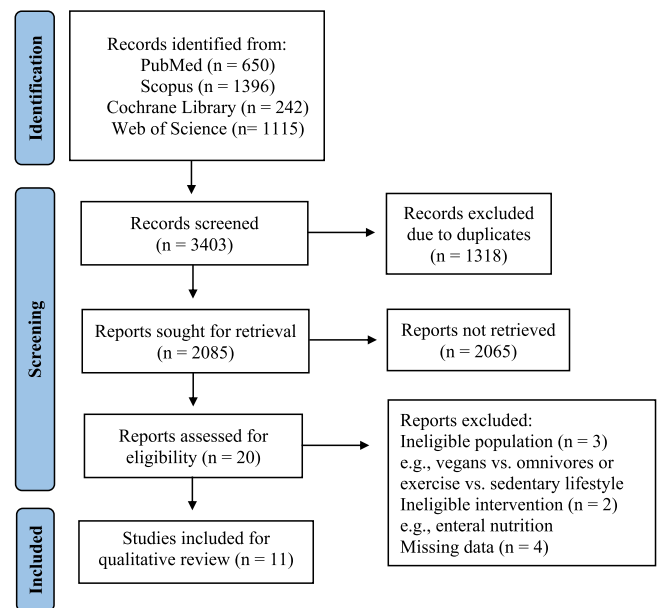 Identification
Records identified from:
PubMed (n = 650)
Scopus (n = 1396)
Cochrane Library (n = 242)
Web of Science (n= 1115)
Screening
Records screened
(n = 3403)
Records excluded
due to duplicates
(n = 1318)
Reports sought for retrieval
(n = 2085)
Reports not retrieved
(n = 2065)
Reports assessed for
eligibility (n = 20)
Reports excluded:
Ineligible population (n = 3)
e.g., vegans vs. omnivores or
exercise vs. sedentary lifestyle
Ineligible intervention (n = 2)
e.g., enteral nutrition
Missing data (n = 4)
Included
Studies included for
qualitative review (n = 11)